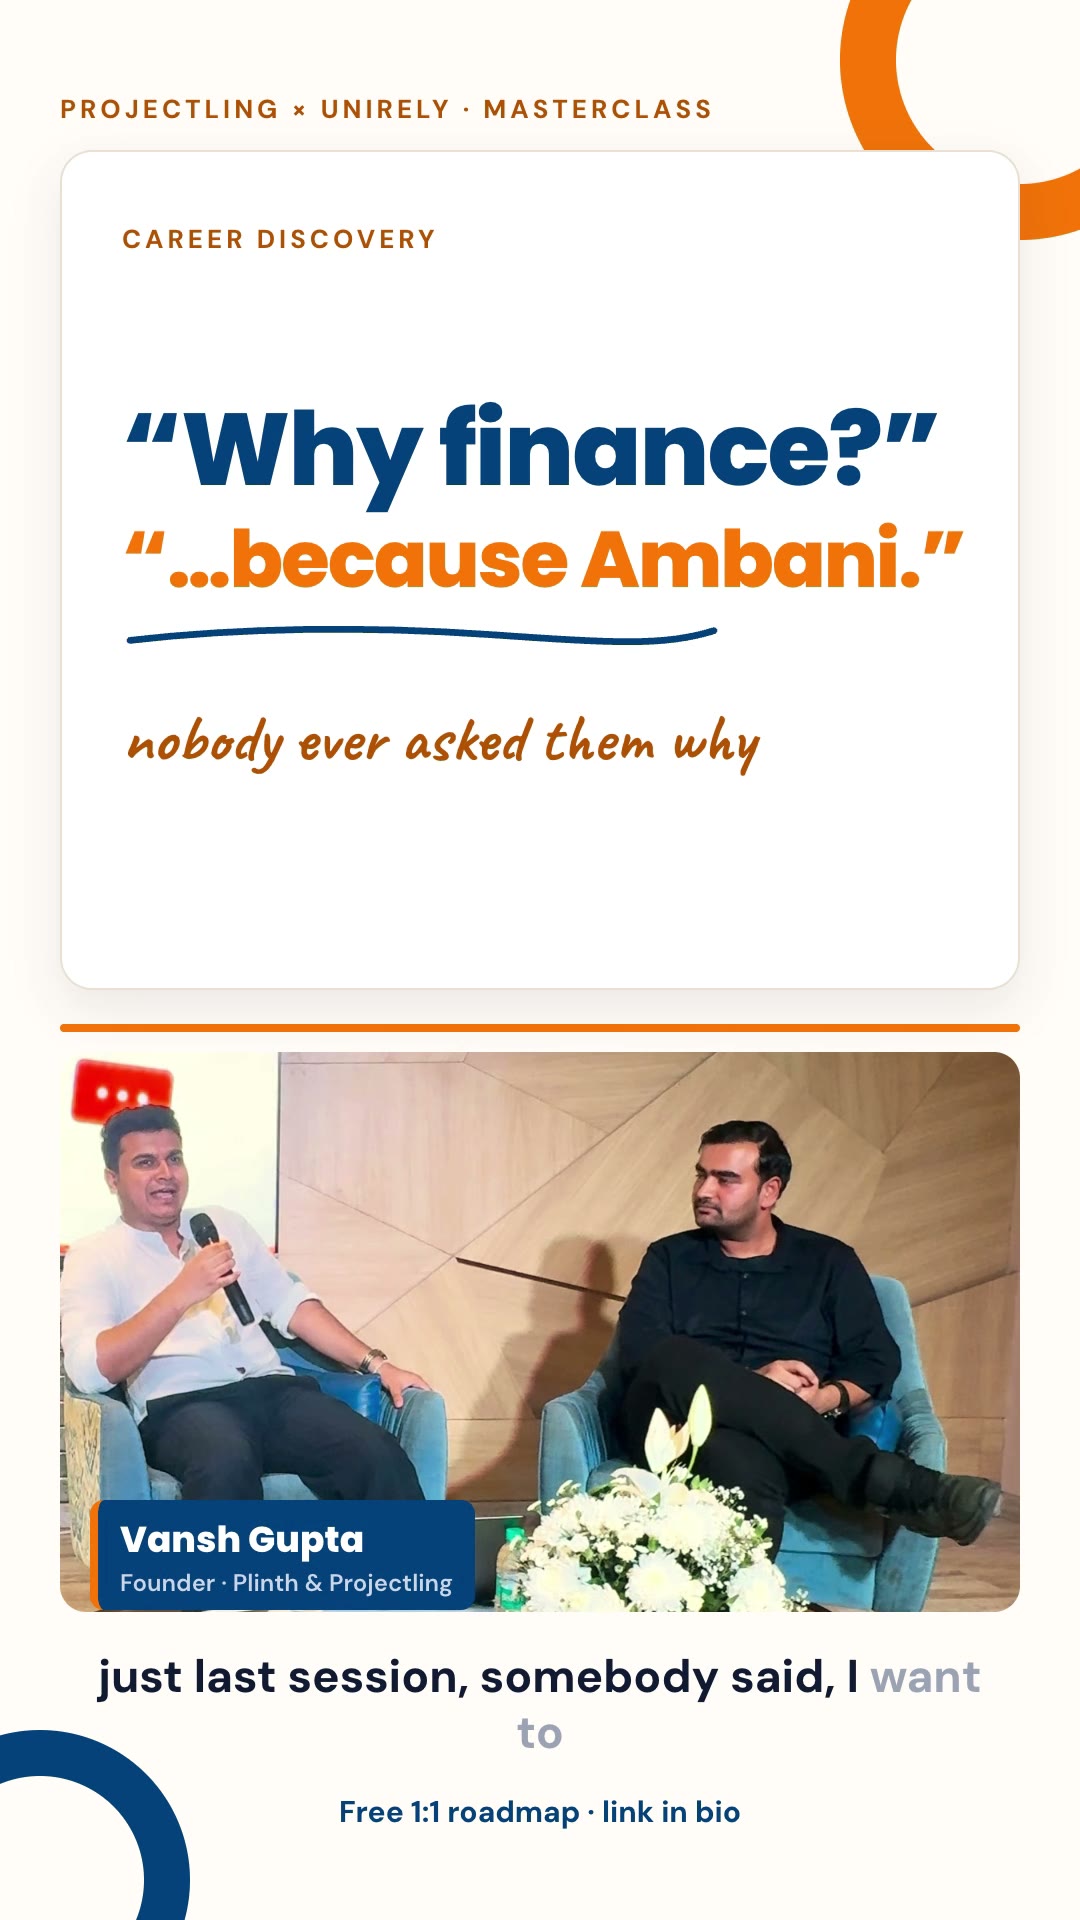 PROJECTLING × UNIRELY · MASTERCLASS
CAREER DISCOVERY
“Why finance?”
“...because Ambani.”
nobody ever asked them why
Vansh Gupta
Founder · Plinth & Projectling
just last session, somebody said, I want
to
Free 1:1 roadmap · link in bio